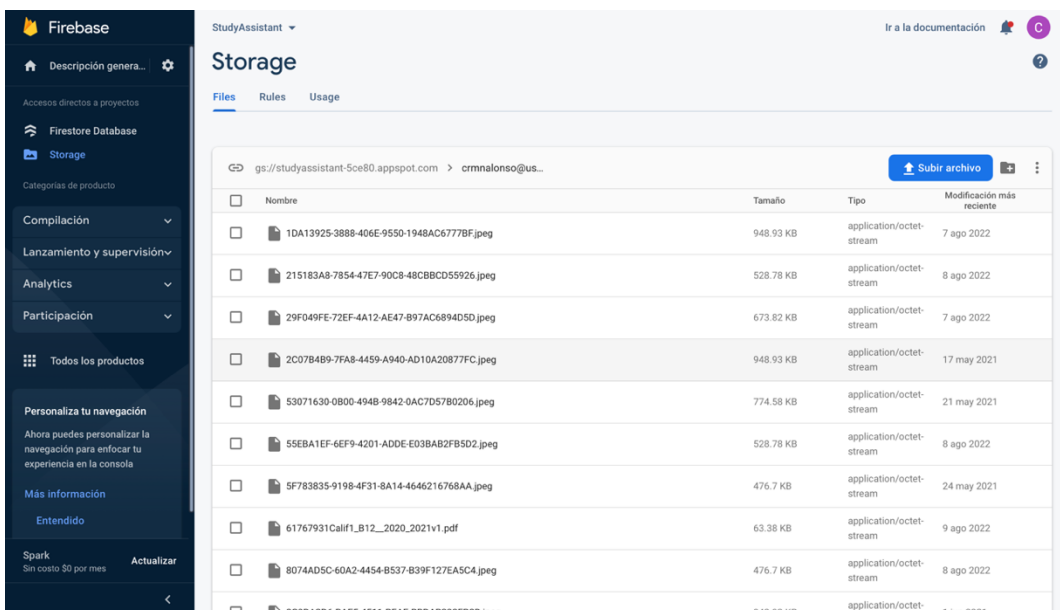 Firebase
StudyAssistant
Ir a la documentación
C
Descripción genera...
Storage
Accesos directos a proyectos
Files Rules Usage
Firestore Database
Storage
Categorías de producto
Compilación
Lanzamiento y supervisión
Analytics
Participación
Todos los productos
Personaliza tu navegación
Ahora puedes personalizar la
navegación para enfocar tu
experiencia en la consola
Más información
Entendido
Spark
Sin costo $0 por mes
Actualizar
gs://studyassistant-5ce80.appspot.com > crmnalonso@us...
Subir archivo
Nombre Tamaño Tipo Modificación más
reciente
1DA13925-3888-406E-9550-1948AC6777BF.jpeg 948.93 KB application/octet-
stream 7 ago 2022
215183A8-7854-47E7-90C8-48CBBCD55926.jpeg 528.78 KB application/octet-
stream 8 ago 2022
29F049FE-72EF-4A12-AE47-B97AC6894D5D.jpeg 673.82 KB application/octet-
stream 7 ago 2022
2C07B4B9-7FA8-4459-A940-AD10A20877FC.jpeg 948.93 KB application/octet-
stream 17 may 2021
53071630-0B00-494B-9842-0AC7D57B0206.jpeg 774.58 KB application/octet-
stream 21 may 2021
55EBA1EF-6EF9-4201-ADDE-E03BAB2FB5D2.jpeg 528.78 KB application/octet-
stream 8 ago 2022
5F783835-9198-4F31-8A14-4646216768AA.jpeg 476.7 KB application/octet-
stream 24 may 2021
61767931Calif1_B12__2020_2021v1.pdf 63.38 KB application/octet-
stream 9 ago 2022
8074AD5C-60A2-4454-B537-B39F127EA5C4.jpeg 476.7 KB application/octet-
stream 8 ago 2022
application/octet-